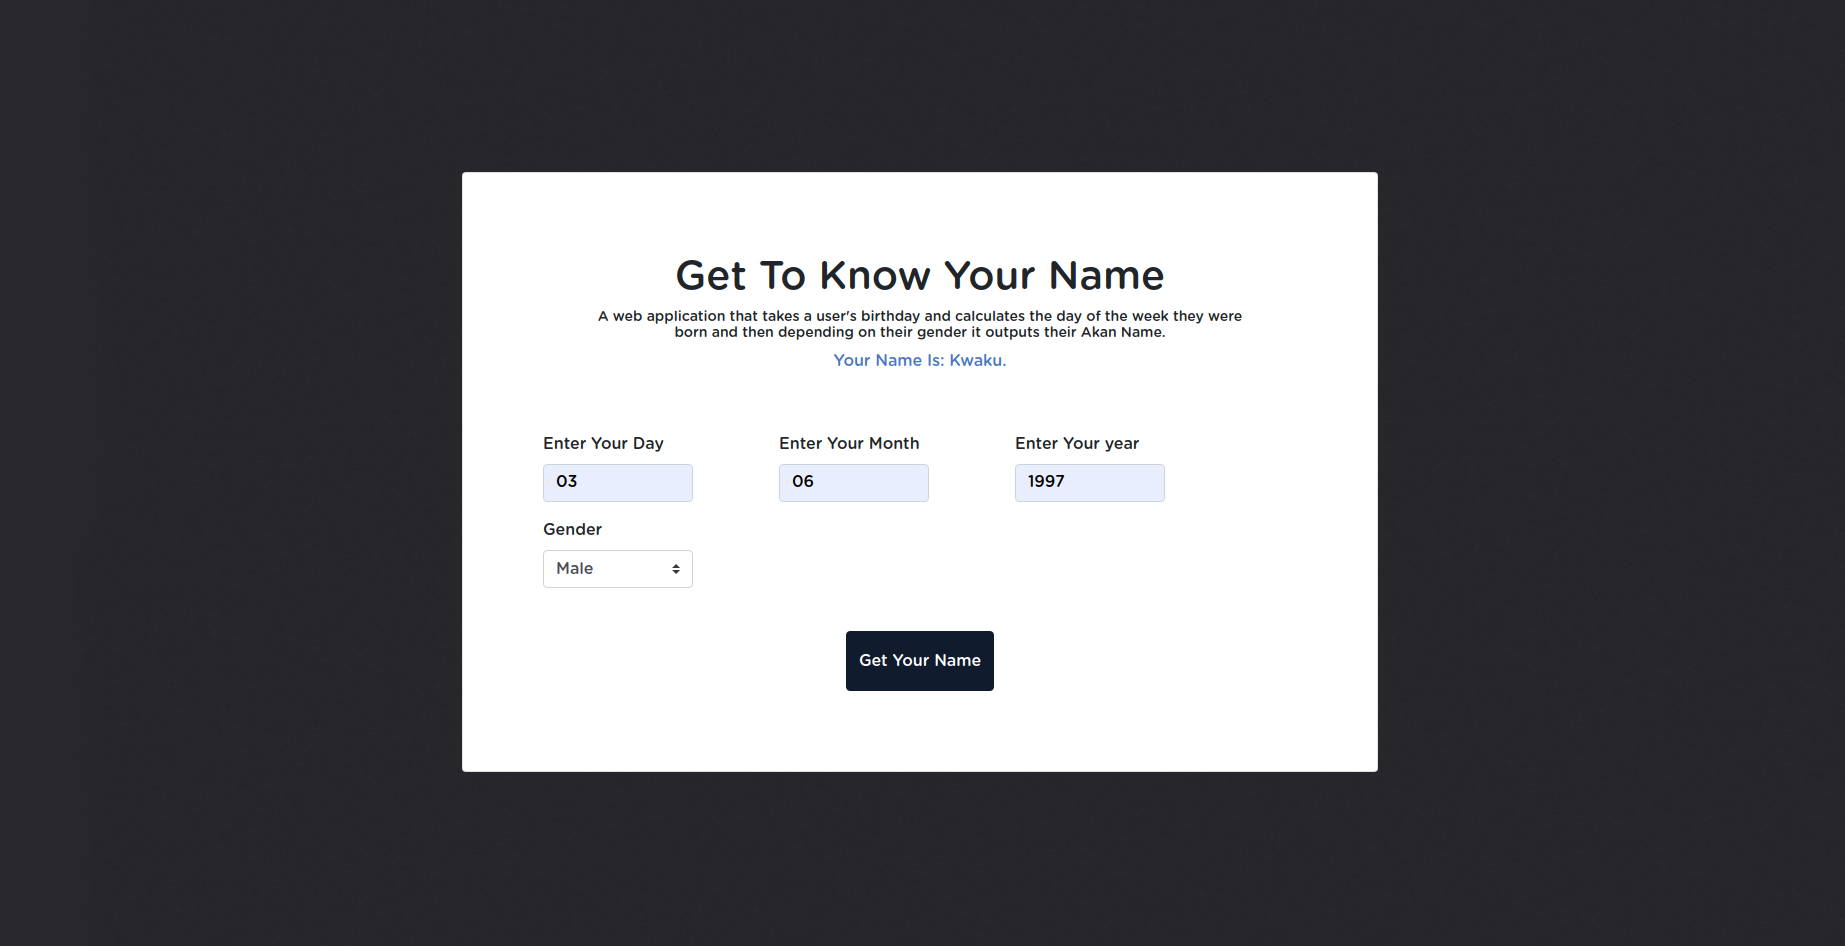 Get To Know Your Name
A web application that takes a user's birthday and calculates the day of the week they were
born and then depending on their gender it outputs their Akan Name.
Your Name Is: Kwaku.
Enter Your Day
Enter Your Month
Enter Your year
03
06
1997
Gender
Male
Get Your Name